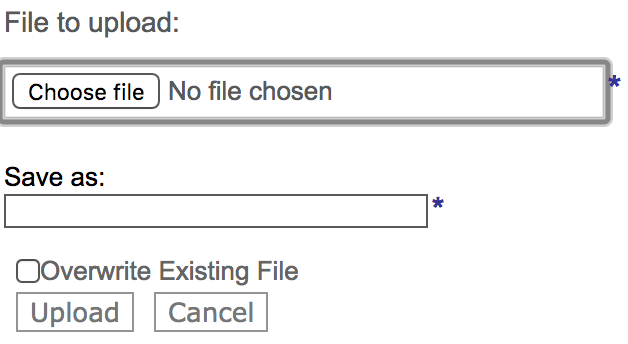 File to upload:
Choose file No file chosen *
Save as:
*
Overwrite Existing File
Upload Cancel